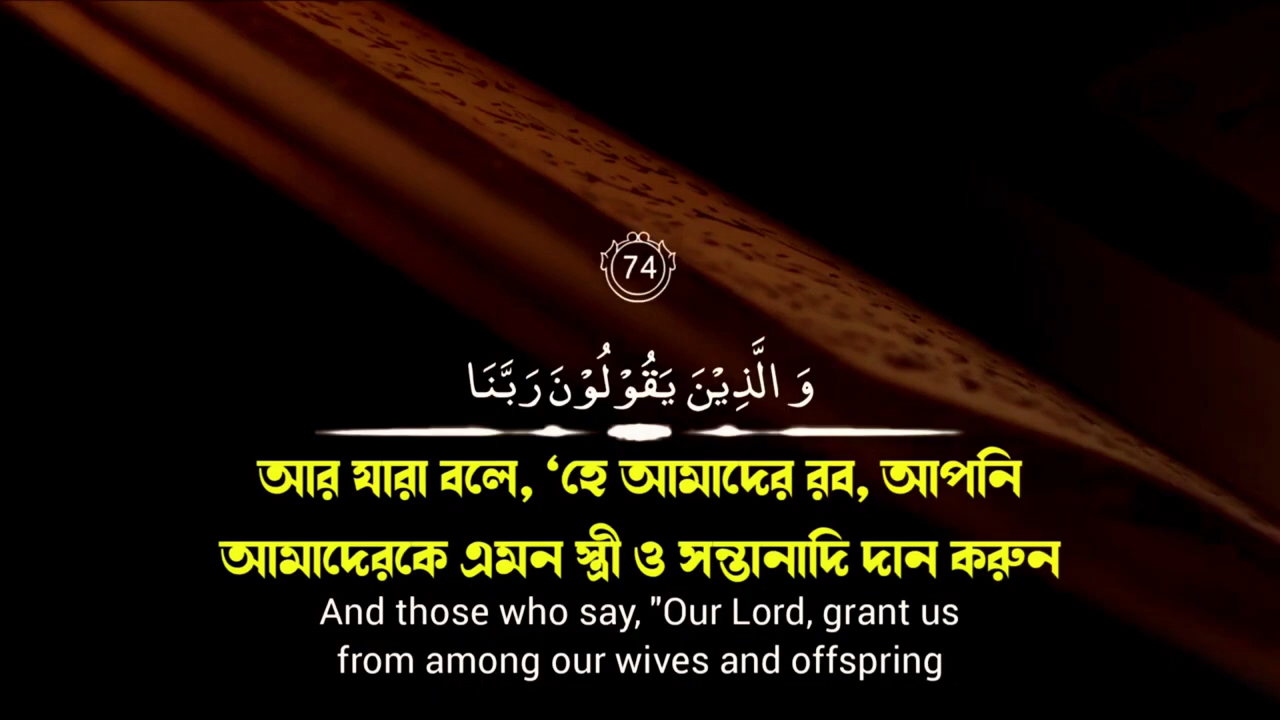 74
وَ الَّذِيْنَ يَقُوْلُوْنَ رَبَّنَا
আর যারা বলে, ‘হে আমাদের রব, আপনি
আমাদেরকে এমন স্ত্রী ও সন্তানাদি দান করুন
And those who say, "Our Lord, grant us
from among our wives and offspring